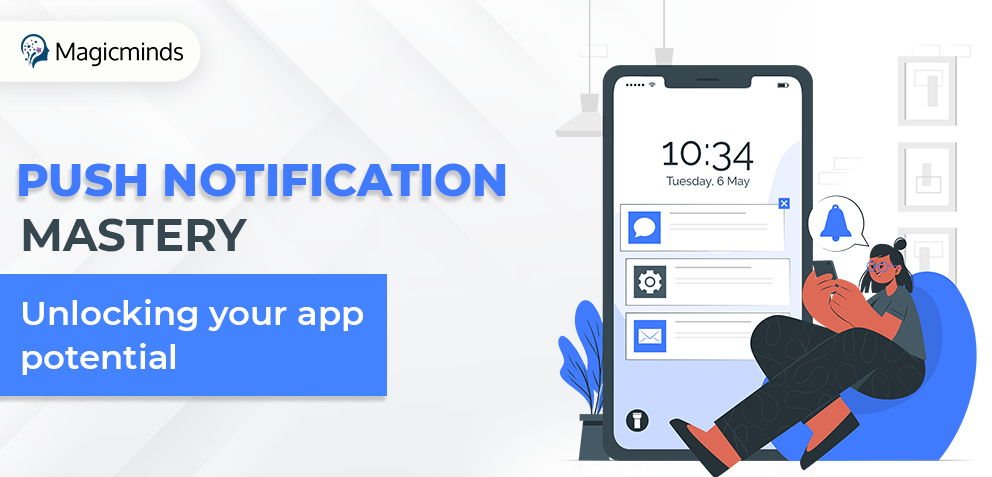 Magicminds
PUSH NOTIFICATION
MASTERY
Unlocking your app
potential
10:34
Tuesday, 6 May